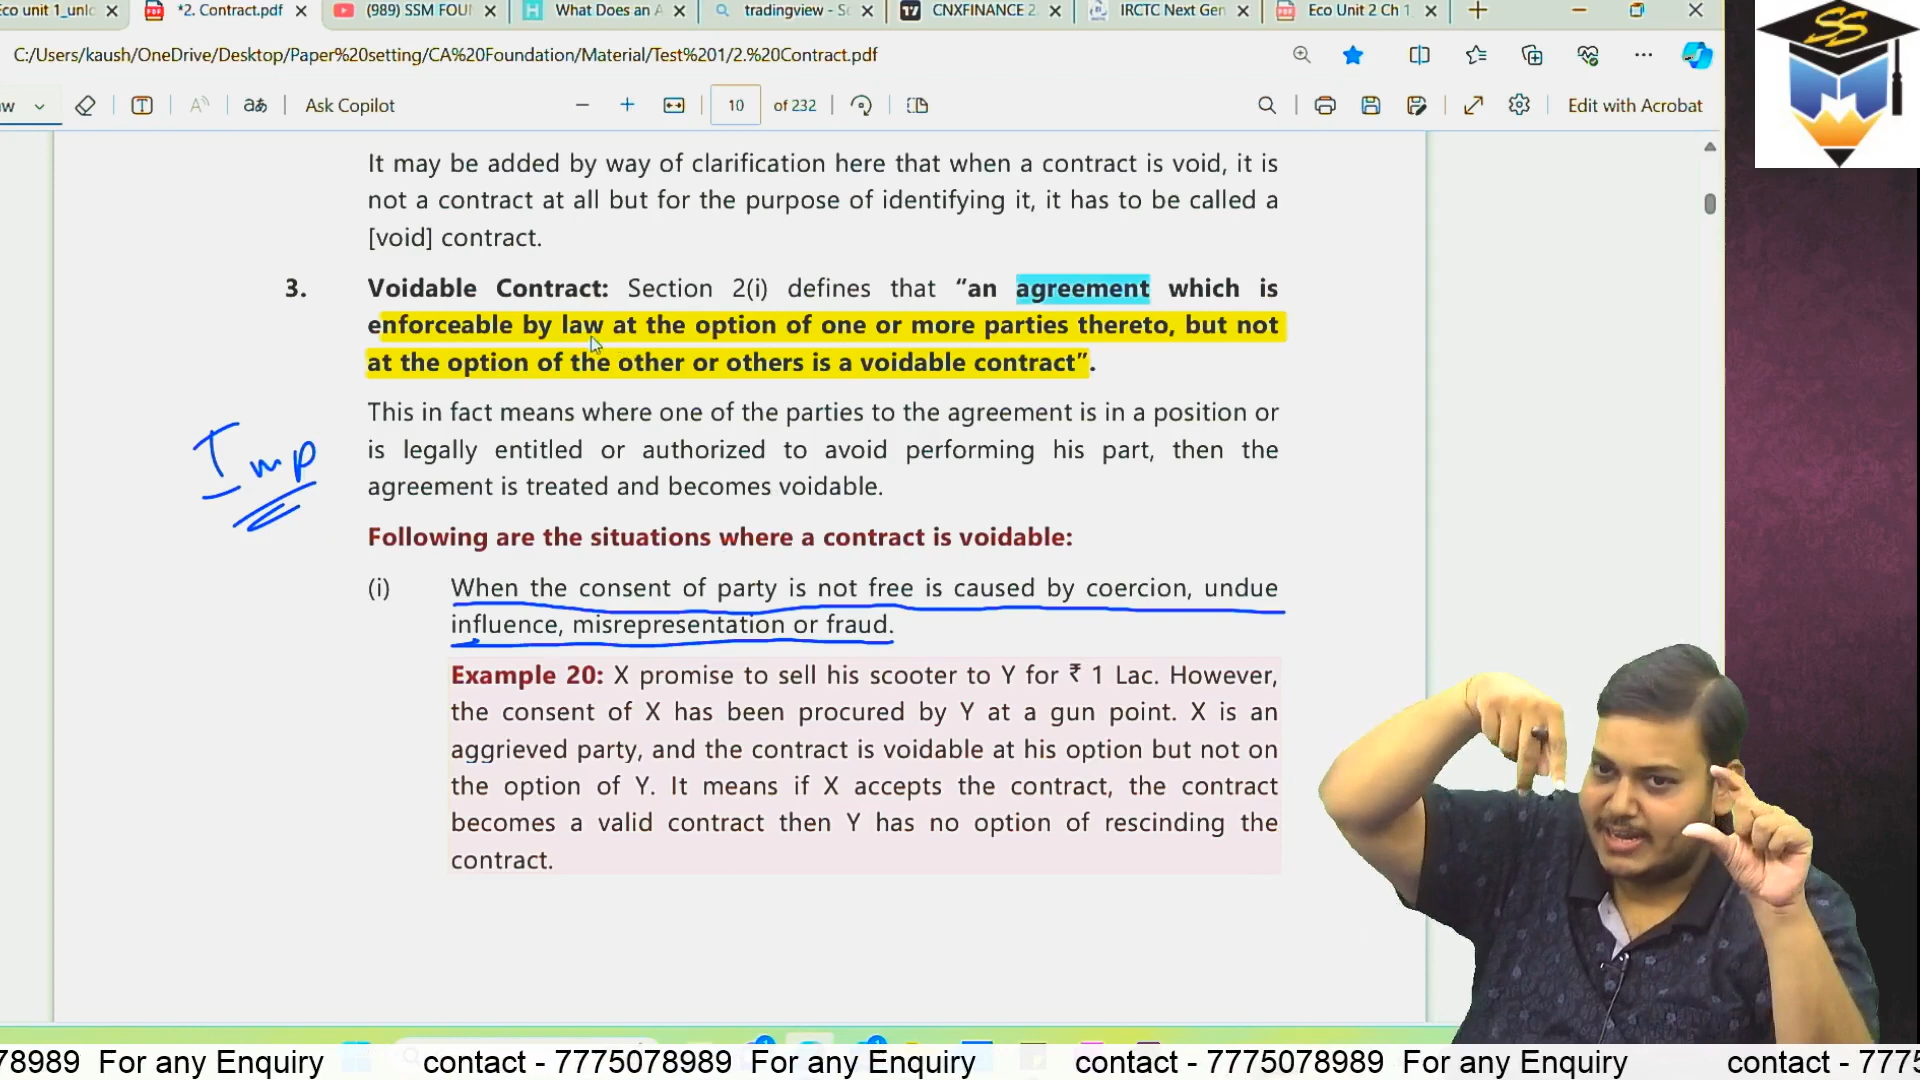 Eco unit 1_unlo
*2. Contract.pdf
(989) SSM FOUN
What Does an A
tradingview - Se
CNXFINANCE 2
IRCTC Next Gen
Eco Unit 2 Ch 1
C:/Users/kaush/OneDrive/Desktop/Paper%20setting/CA%20Foundation/Material/Test%201/2.%20Contract.pdf
Ask Copilot
10 of 232
Edit with Acrobat
SS
It may be added by way of clarification here that when a contract is void, it is
not a contract at all but for the purpose of identifying it, it has to be called a
[void] contract.
3. Voidable Contract: Section 2(i) defines that “an agreement which is
enforceable by law at the option of one or more parties thereto, but not
at the option of the other or others is a voidable contract”.
This in fact means where one of the parties to the agreement is in a position or
is legally entitled or authorized to avoid performing his part, then the
agreement is treated and becomes voidable.
Imp
Following are the situations where a contract is voidable:
(i) When the consent of party is not free is caused by coercion, undue
influence, misrepresentation or fraud.
Example 20: X promise to sell his scooter to Y for ₹ 1 Lac. However,
the consent of X has been procured by Y at a gun point. X is an
aggrieved party, and the contract is voidable at his option but not on
the option of Y. It means if X accepts the contract, the contract
becomes a valid contract then Y has no option of rescinding the
contract.
78989 For any Enquiry contact - 7775078989 For any Enquiry contact - 7775078989 For any Enquiry contact - 7775